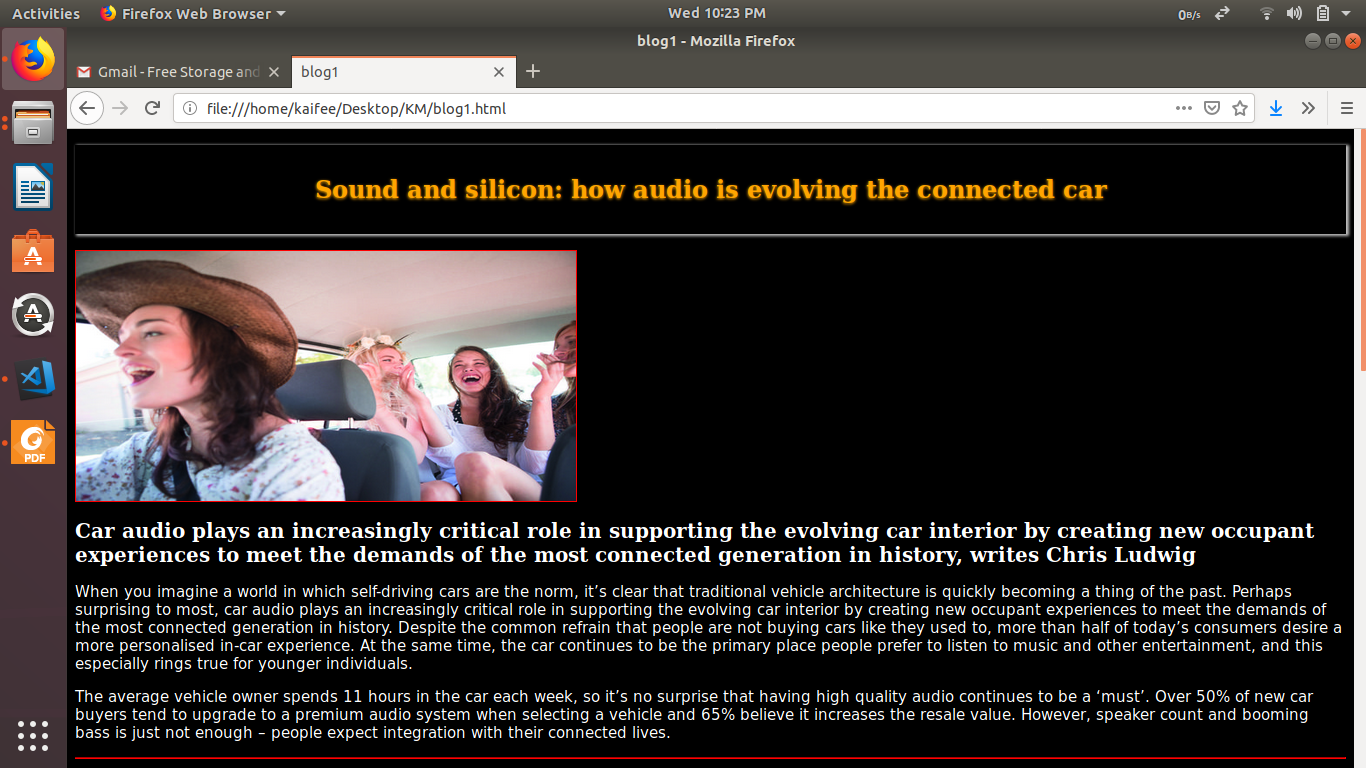 Activities Firefox Web Browser Wed 10:23 PM 0B/s
blog1 - Mozilla Firefox
Gmail - Free Storage and blog1
file:///home/kaifee/Desktop/KM/blog1.html
Sound and silicon: how audio is evolving the connected car
Car audio plays an increasingly critical role in supporting the evolving car interior by creating new occupant
experiences to meet the demands of the most connected generation in history, writes Chris Ludwig
When you imagine a world in which self-driving cars are the norm, it’s clear that traditional vehicle architecture is quickly becoming a thing of the past. Perhaps
surprising to most, car audio plays an increasingly critical role in supporting the evolving car interior by creating new occupant experiences to meet the demands of
the most connected generation in history. Despite the common refrain that people are not buying cars like they used to, more than half of today’s consumers desire a
more personalised in-car experience. At the same time, the car continues to be the primary place people prefer to listen to music and other entertainment, and this
especially rings true for younger individuals.
The average vehicle owner spends 11 hours in the car each week, so it’s no surprise that having high quality audio continues to be a ‘must’. Over 50% of new car
buyers tend to upgrade to a premium audio system when selecting a vehicle and 65% believe it increases the resale value. However, speaker count and booming
bass is just not enough – people expect integration with their connected lives.
PDF